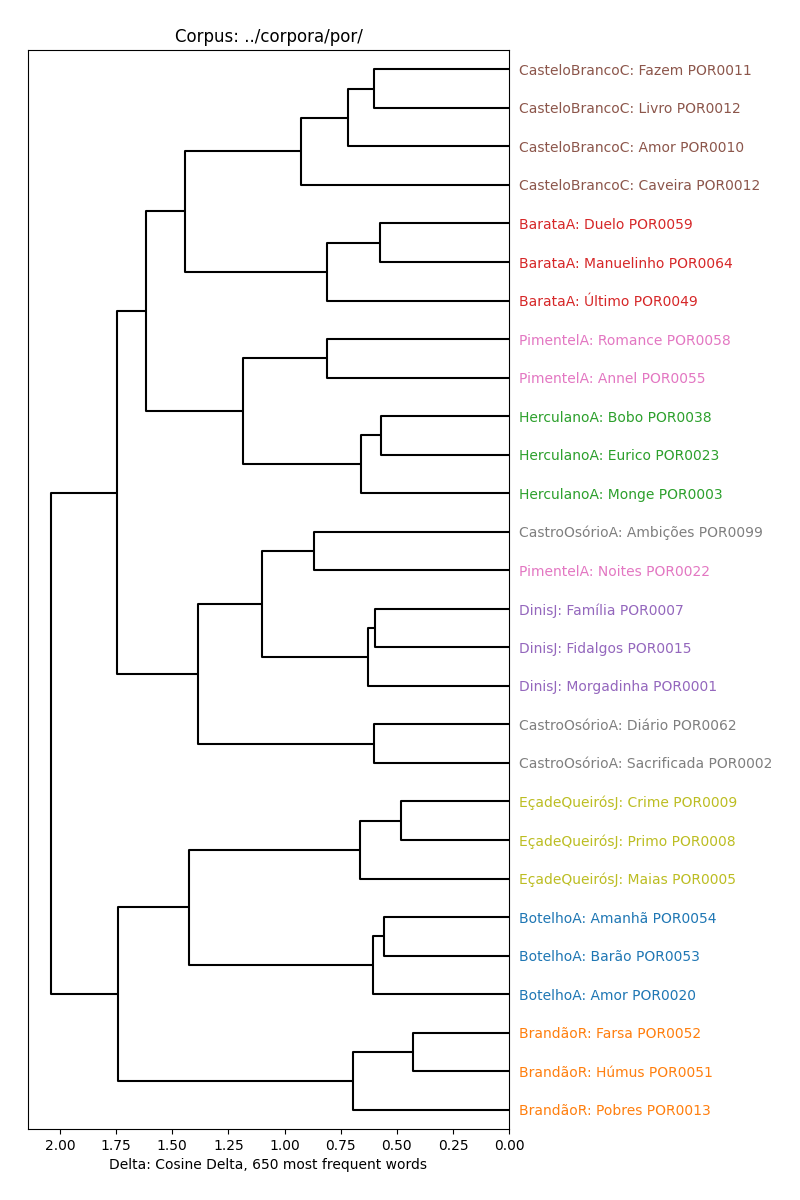 Corpus: ../corpora/por/
CasteloBrancoC: Fazem POR0011
CasteloBrancoC: Livro POR0012
CasteloBrancoC: Amor POR0010
CasteloBrancoC: Caveira POR0012
BarataA: Duelo POR0059
BarataA: Manuelinho POR0064
BarataA: Último POR0049
PimentelA: Romance POR0058
PimentelA: Annel POR0055
HerculanoA: Bobo POR0038
HerculanoA: Eurico POR0023
HerculanoA: Monge POR0003
CastroOsórioA: Ambições POR0099
PimentelA: Noites POR0022
DinisJ: Família POR0007
DinisJ: Fidalgos POR0015
DinisJ: Morgadinha POR0001
CastroOsórioA: Diário POR0062
CastroOsórioA: Sacrificada POR0002
EçadeQueirósJ: Crime POR0009
EçadeQueirósJ: Primo POR0008
EçadeQueirósJ: Maias POR0005
BotelhoA: Amanhã POR0054
BotelhoA: Barão POR0053
BotelhoA: Amor POR0020
BrandãoR: Farsa POR0052
BrandãoR: Húmus POR0051
BrandãoR: Pobres POR0013
2.00 1.75 1.50 1.25 1.00 0.75 0.50 0.25 0.00
Delta: Cosine Delta, 650 most frequent words